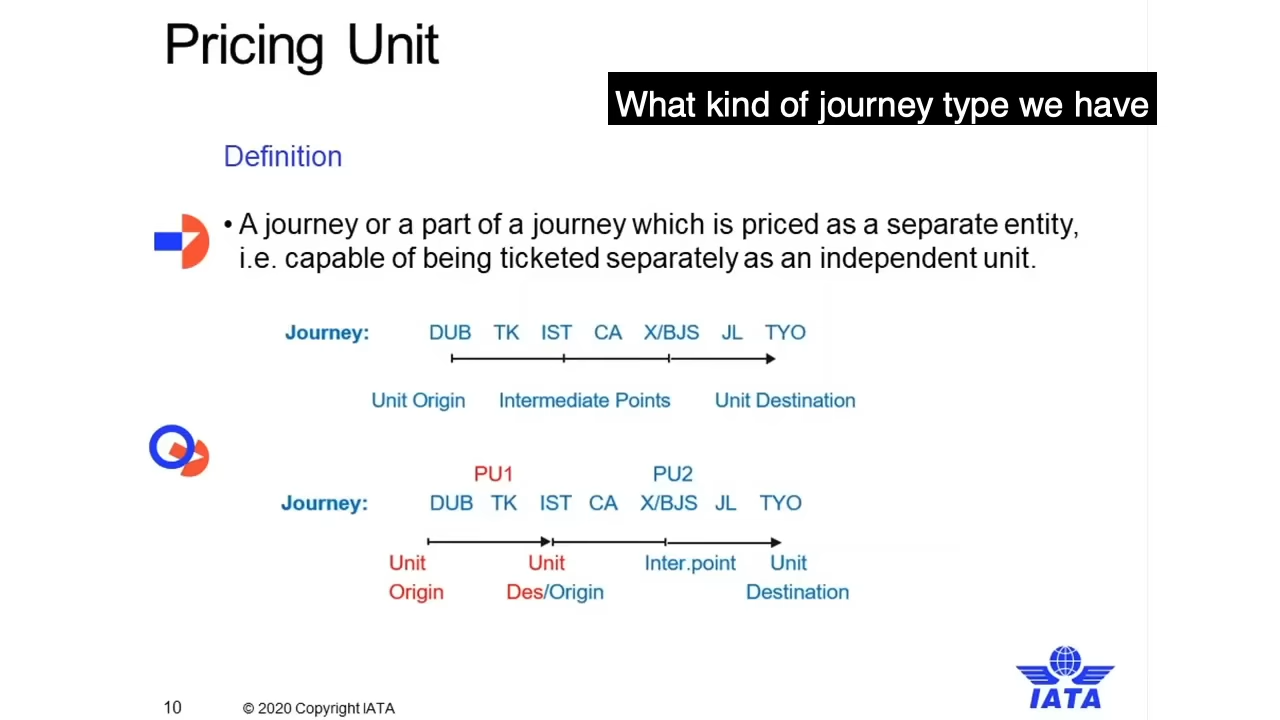 Pricing Unit
What kind of journey type we have
Definition
• A journey or a part of a journey which is priced as a separate entity,
i.e. capable of being ticketed separately as an independent unit.
Journey: DUB TK IST CA X/BJS JL TYO
Unit Origin Intermediate Points Unit Destination
PU1 PU2
Journey: DUB TK IST CA X/BJS JL TYO
Unit Unit Inter.point Unit
Origin Des/Origin Destination
IATA
10 © 2020 Copyright IATA